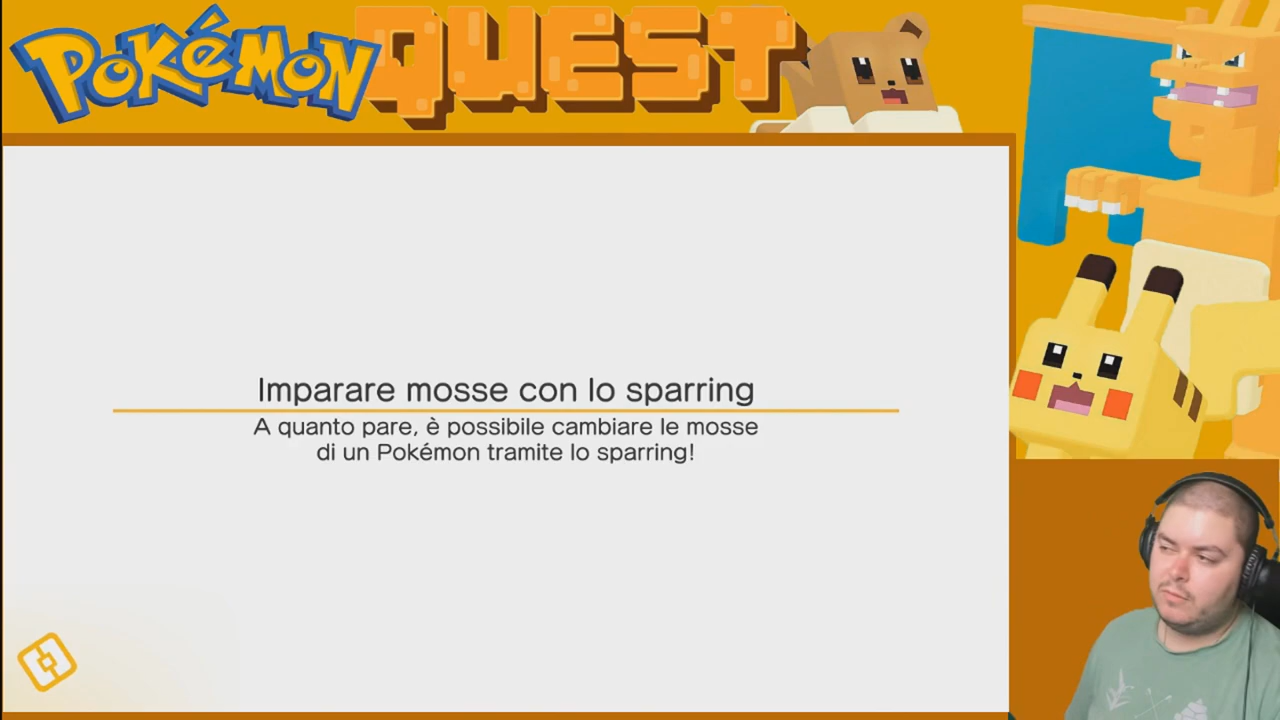 POKÉMON QUEST
Imparare mosse con lo sparring
A quanto pare, è possibile cambiare le mosse
di un Pokémon tramite lo sparring!